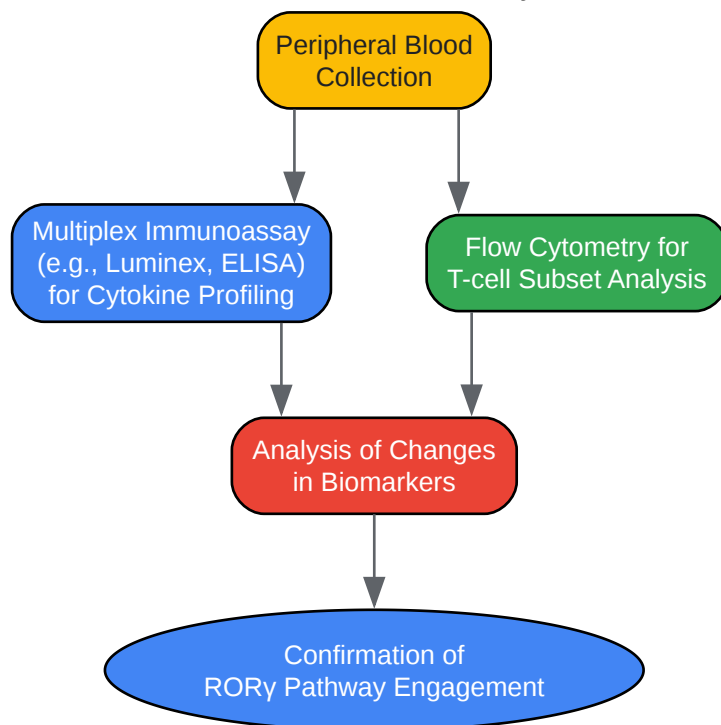 Peripheral Blood
Collection
Multiplex Immunoassay
(e.g., Luminex, ELISA)
for Cytokine Profiling
Flow Cytometry for
T-cell Subset Analysis
Analysis of Changes
in Biomarkers
Confirmation of
RORγ Pathway Engagement